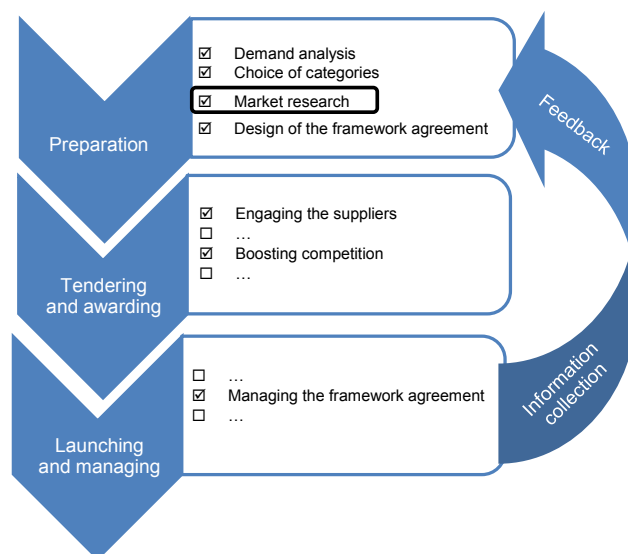 ☑ Demand analysis
☑ Choice of categories
☑ Market research
☑ Design of the framework agreement
Preparation
☑ Engaging the suppliers
☐ …
☑ Boosting competition
☐ …
Tendering
and awarding
☐ …
☑ Managing the framework agreement
☐ …
Launching
and managing
Feedback
Information
collection